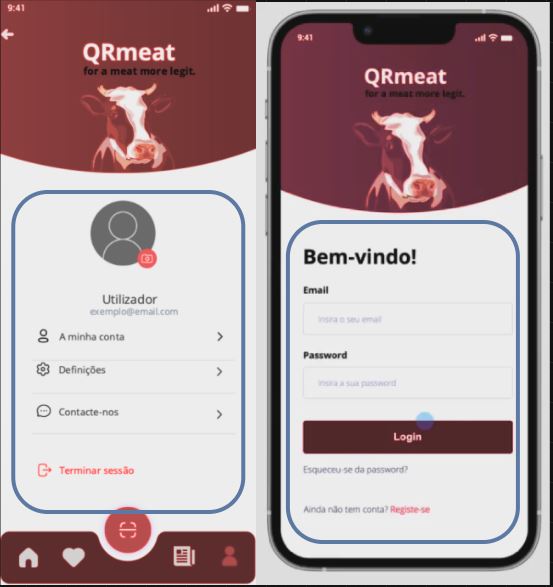 9:41
QRmeat
for a meat more legit.
Utilizador
exemplo@email.com
A minha conta
Definições
Contacte-nos
Terminar sessão
9:41
QRmeat
for a meat more legit.
Bem-vindo!
Email
Insira o seu email
Password
Insira a sua password
Login
Esqueceu-se da password?
Ainda não tem conta? Registe-se